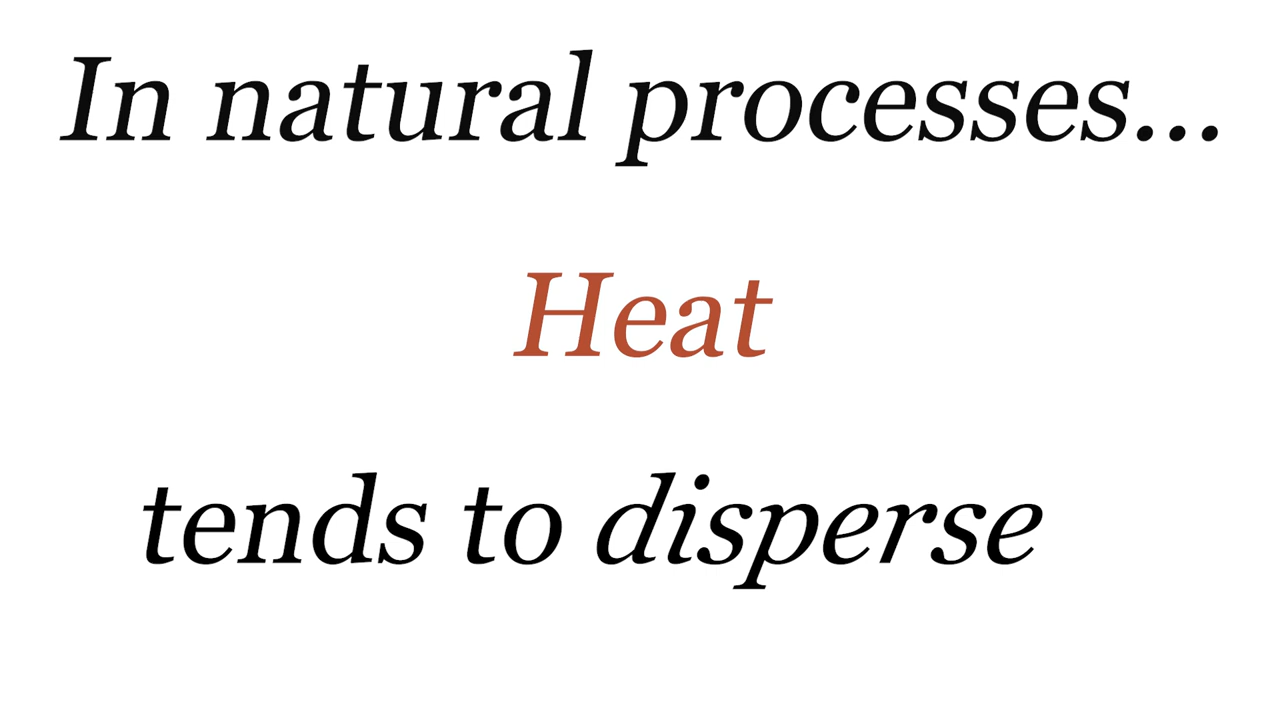 In natural processes...
Heat
tends to disperse